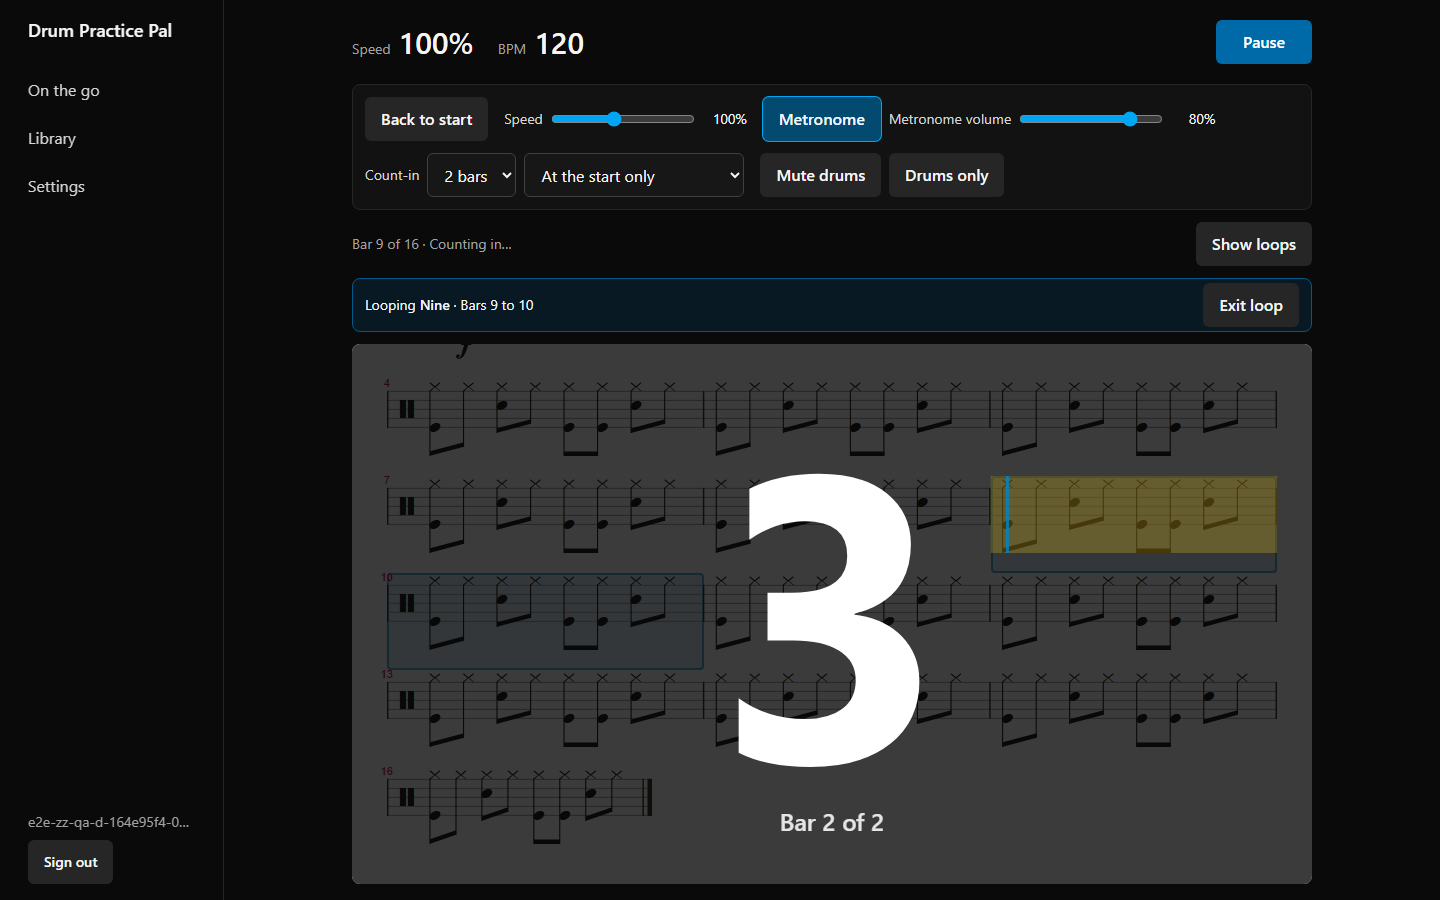 Drum Practice Pal
On the go
Library
Settings
e2e-zz-qa-d-164e95f4-0...
Sign out
Speed 100% BPM 120
Pause
Back to start Speed 100% Metronome Metronome volume 80%
Count-in 2 bars At the start only Mute drums Drums only
Bar 9 of 16 · Counting in...
Show loops
Looping Nine · Bars 9 to 10
Exit loop
f
4
7
10
13
16
3
Bar 2 of 2